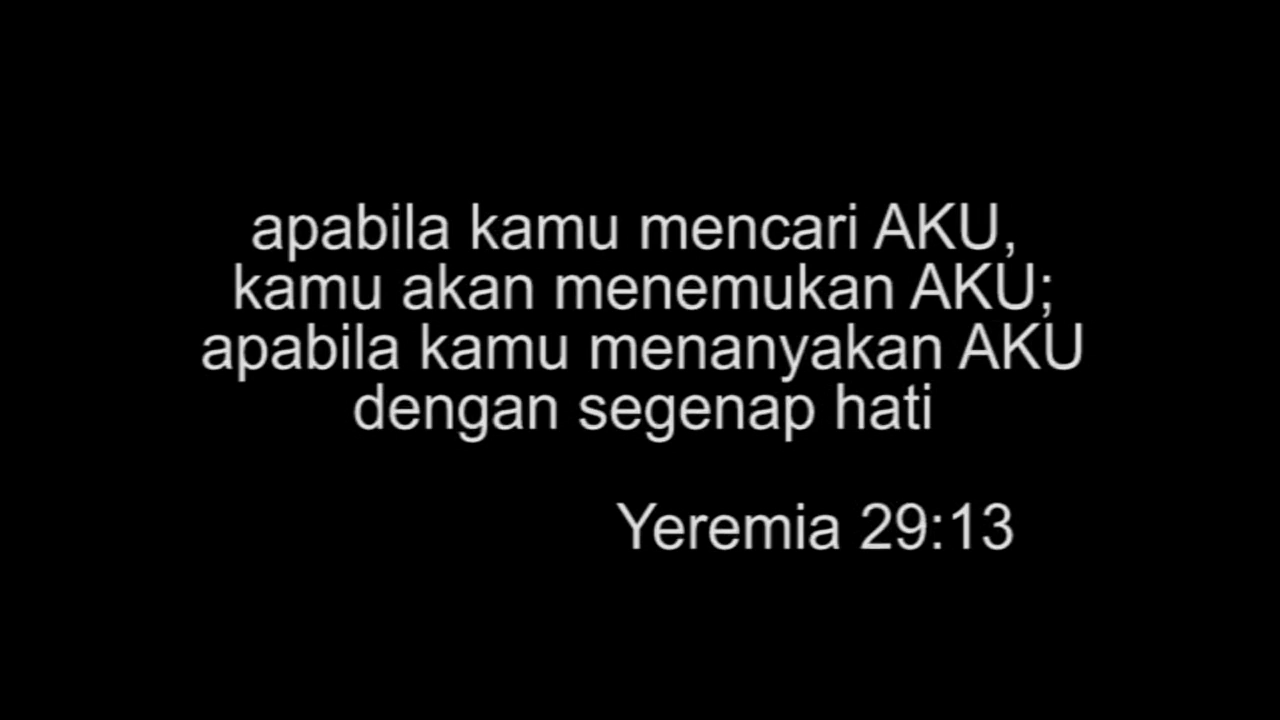 apabila kamu mencari AKU,
kamu akan menemukan AKU;
apabila kamu menanyakan AKU
dengan segenap hati
Yeremia 29:13